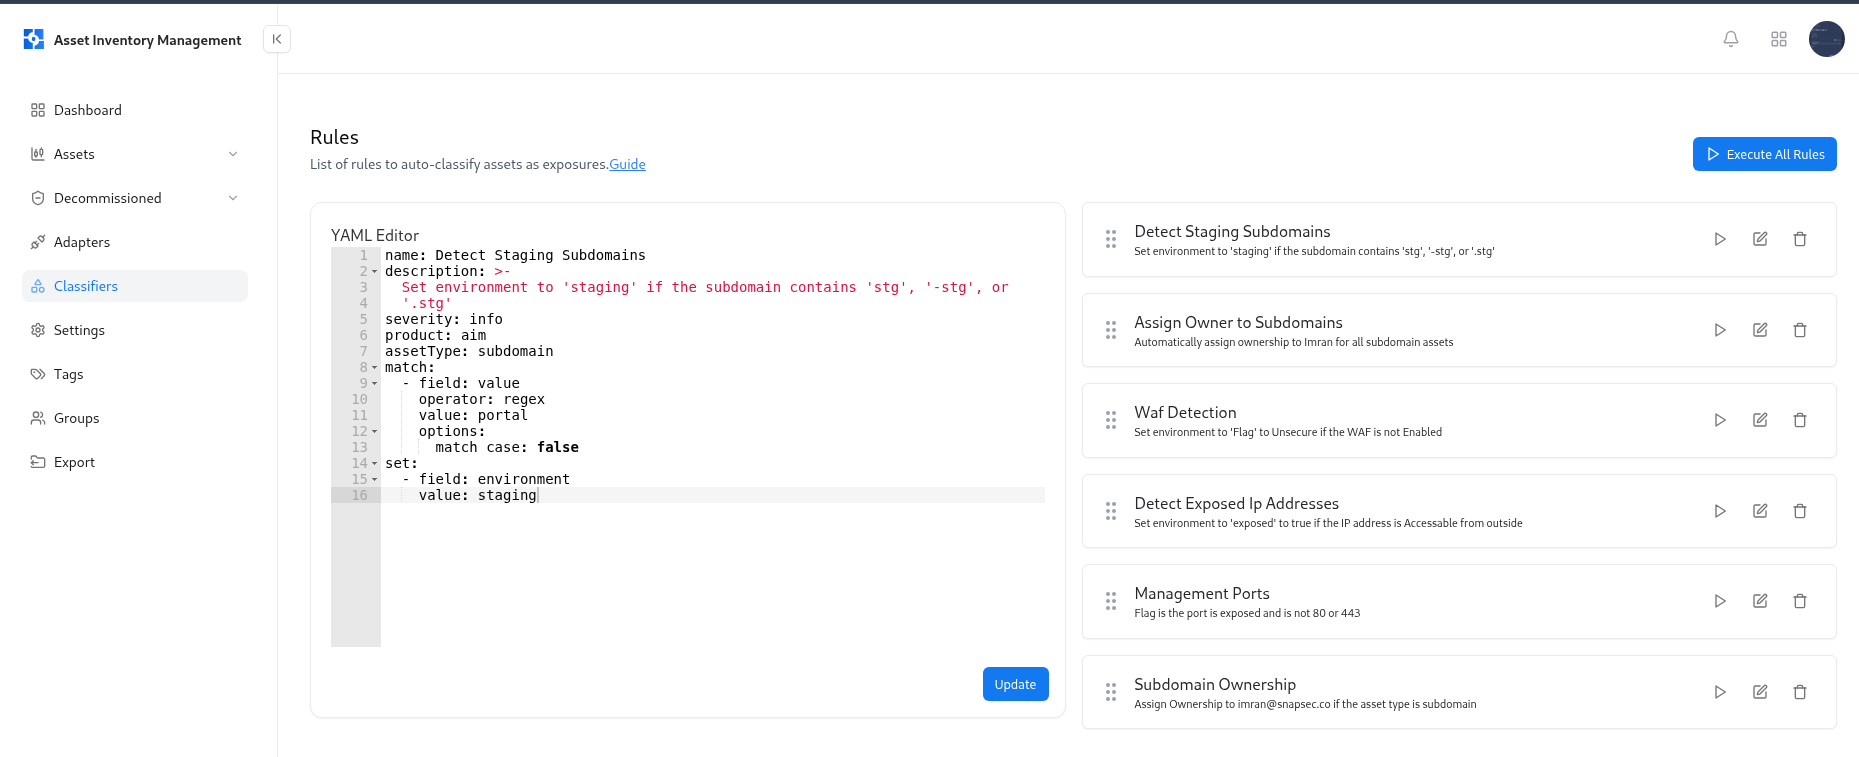 Asset Inventory Management
Dashboard
Assets
Decommissioned
Adapters
Classifiers
Settings
Tags
Groups
Export
Rules
List of rules to auto-classify assets as exposures.Guide
Execute All Rules
YAML Editor
1 name: Detect Staging Subdomains
2 description: >-
3 Set environment to 'staging' if the subdomain contains 'stg', '-stg', or
4 '.stg'
5 severity: info
6 product: aim
7 assetType: subdomain
8 match:
9 - field: value
10 operator: regex
11 value: portal
12 options:
13 match case: false
14 set:
15 - field: environment
16 value: staging
Update
Detect Staging Subdomains
Set environment to 'staging' if the subdomain contains 'stg', '-stg', or '.stg'
Assign Owner to Subdomains
Automatically assign ownership to Imran for all subdomain assets
Waf Detection
Set environment to 'Flag' to Unsecure if the WAF is not Enabled
Detect Exposed Ip Addresses
Set environment to 'exposed' to true if the IP address is Accessable from outside
Management Ports
Flag is the port is exposed and is not 80 or 443
Subdomain Ownership
Assign Ownership to imran@snapsec.co if the asset type is subdomain